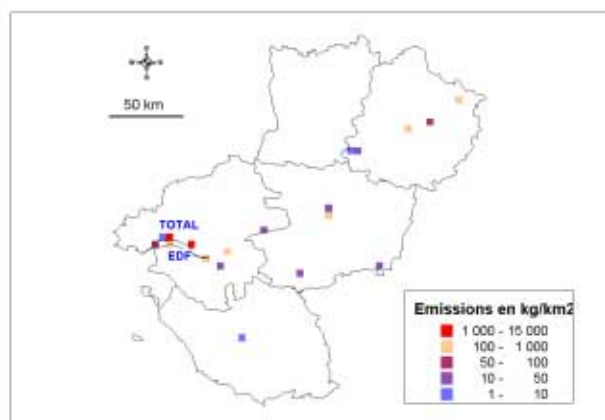 50 km
TOTAL
EDF
Emissions en kg/km2
1 000 - 15 000
100 - 1 000
50 - 100
10 - 50
1 - 10